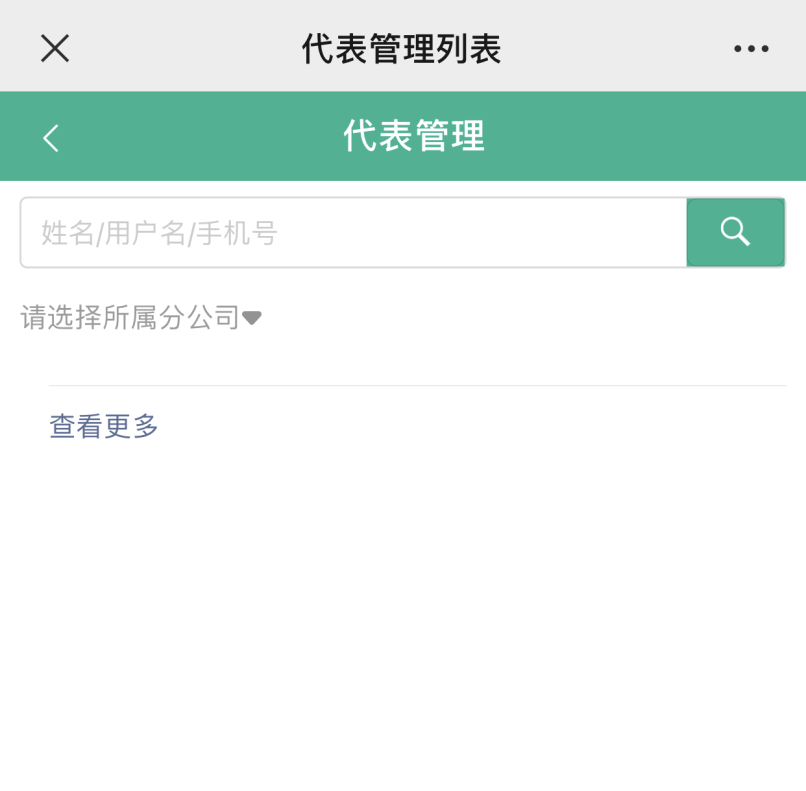 代表管理列表
代表管理
姓名/用户名/手机号
请选择所属分公司
查看更多